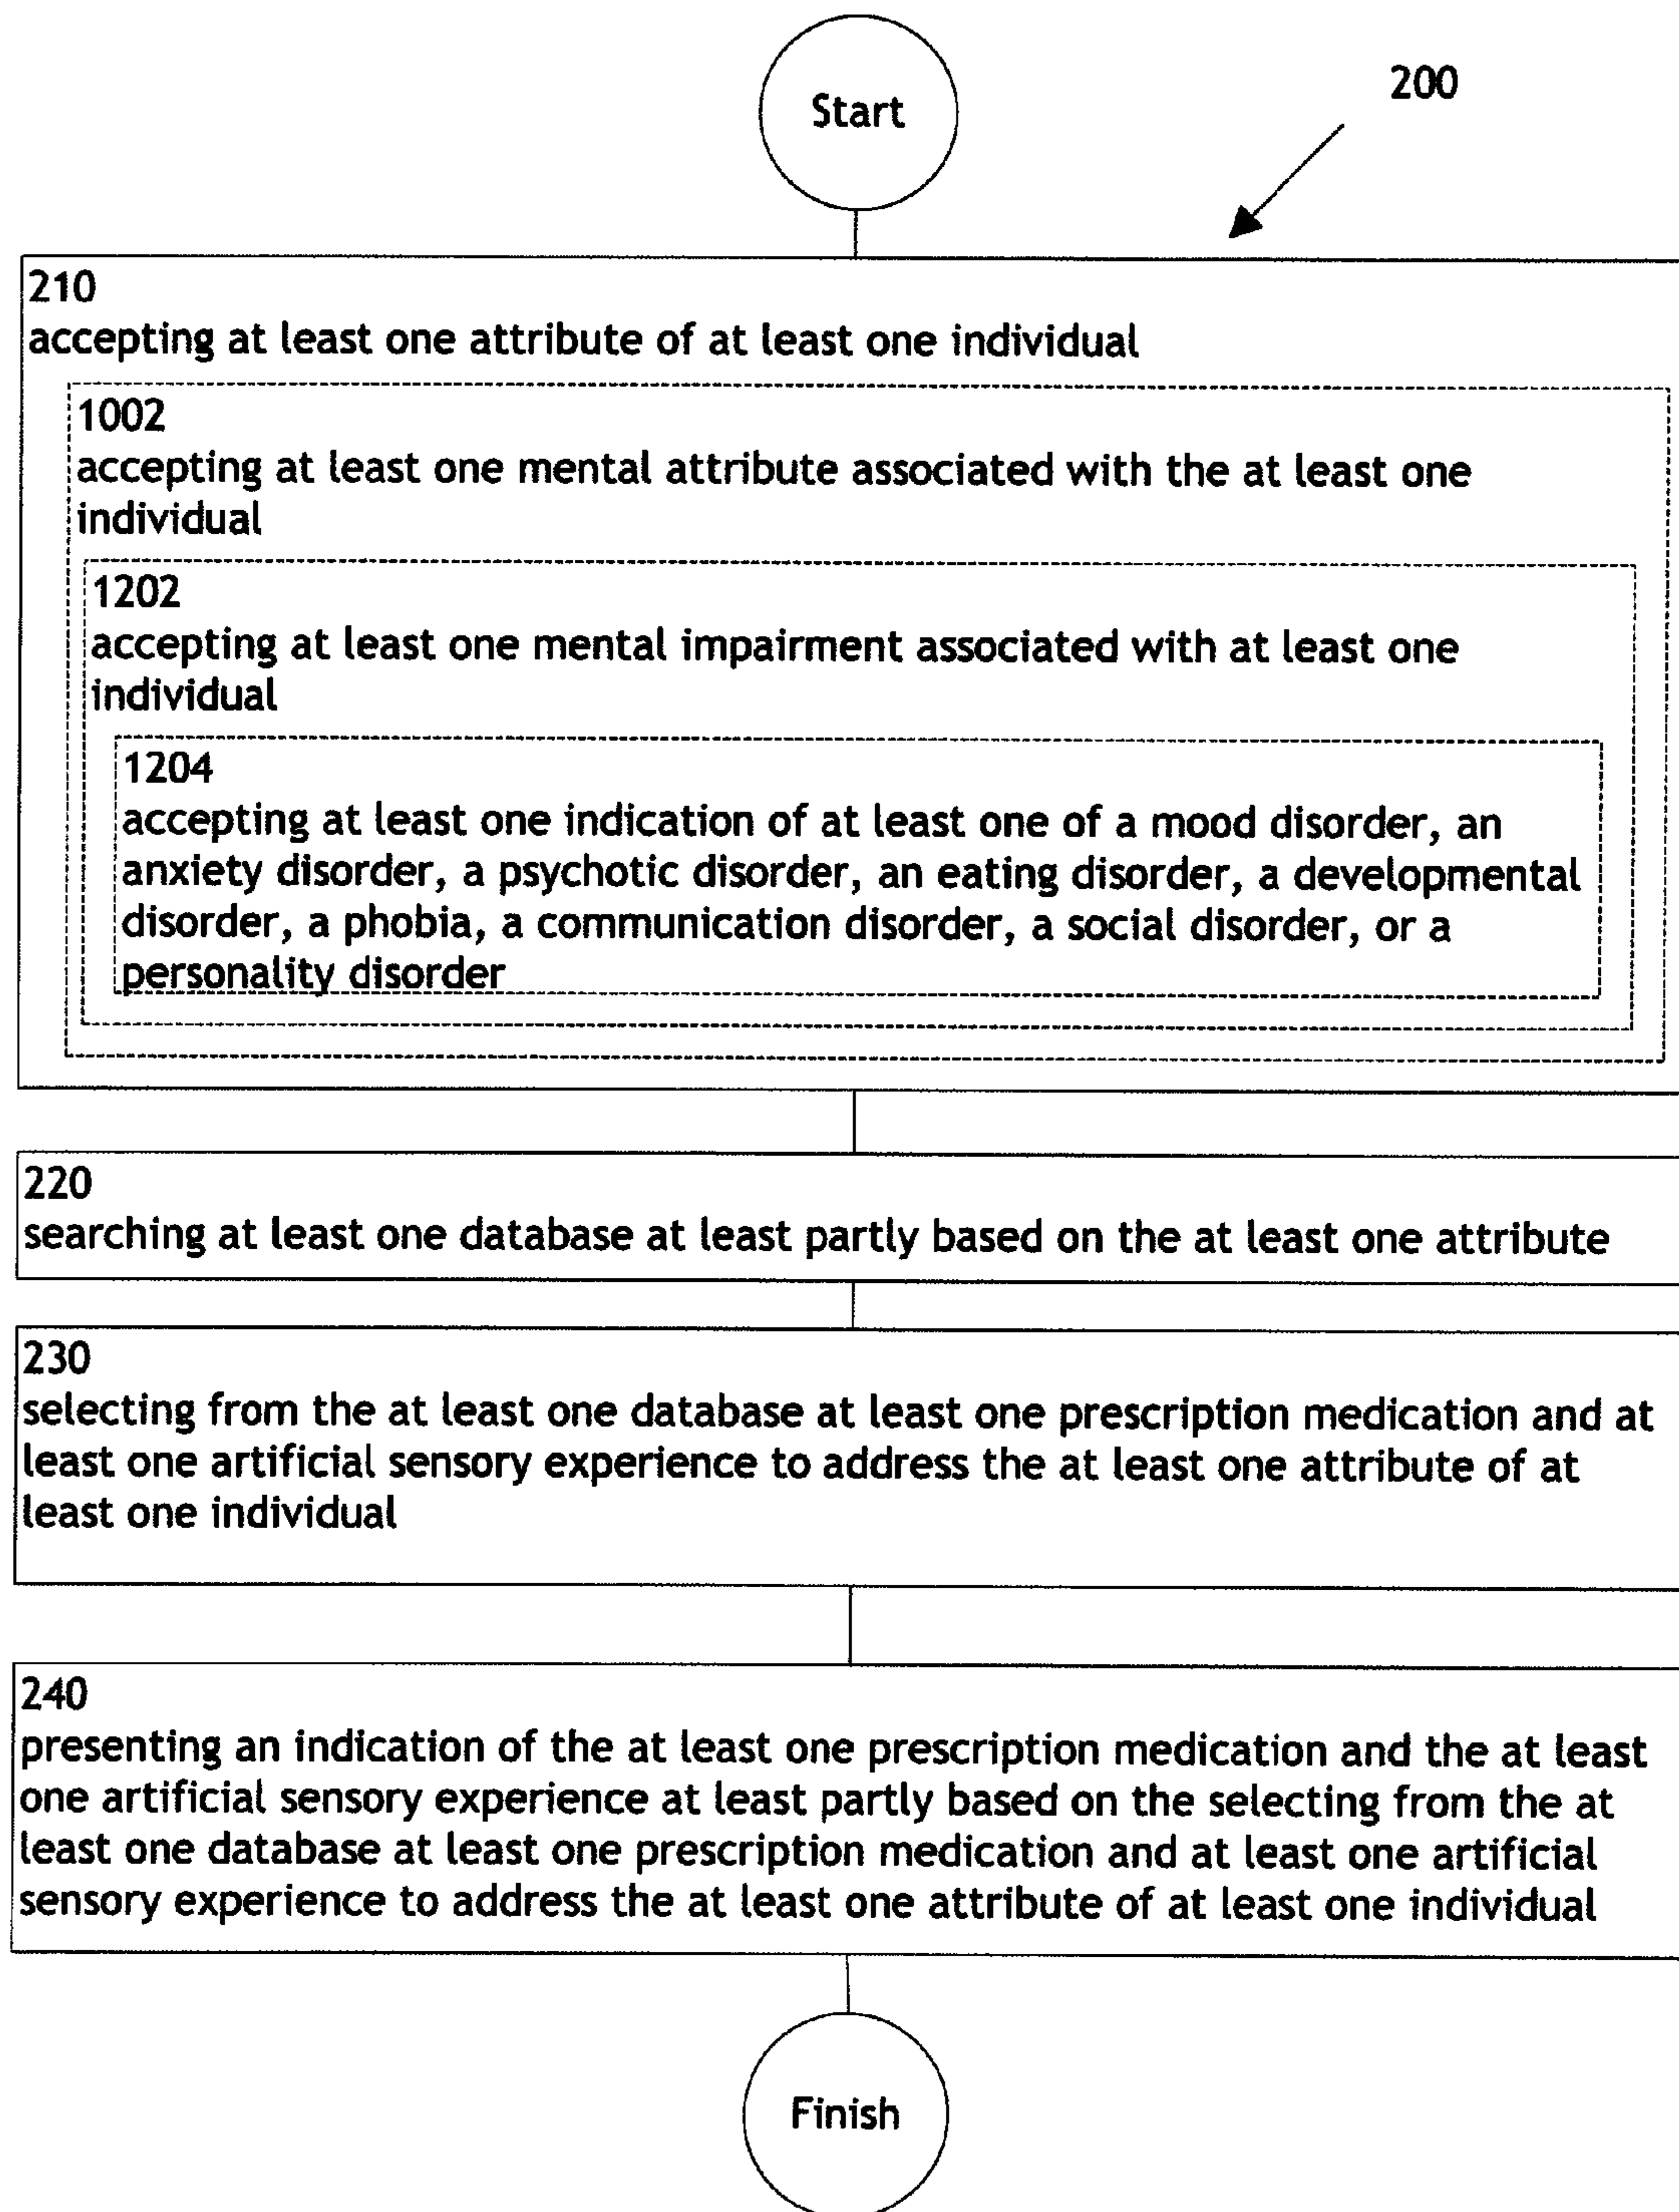 Start
200
210
accepting at least one attribute of at least one individual
1002
accepting at least one mental attribute associated with the at least one
individual
1202
accepting at least one mental impairment associated with at least one
individual
1204
accepting at least one indication of at least one of a mood disorder, an
anxiety disorder, a psychotic disorder, an eating disorder, a developmental
disorder, a phobia, a communication disorder, a social disorder, or a
personality disorder
220
searching at least one database at least partly based on the at least one attribute
230
selecting from the at least one database at least one prescription medication and at
least one artificial sensory experience to address the at least one attribute of at
least one individual
240
presenting an indication of the at least one prescription medication and the at least
one artificial sensory experience at least partly based on the selecting from the at
least one database at least one prescription medication and at least one artificial
sensory experience to address the at least one attribute of at least one individual
Finish